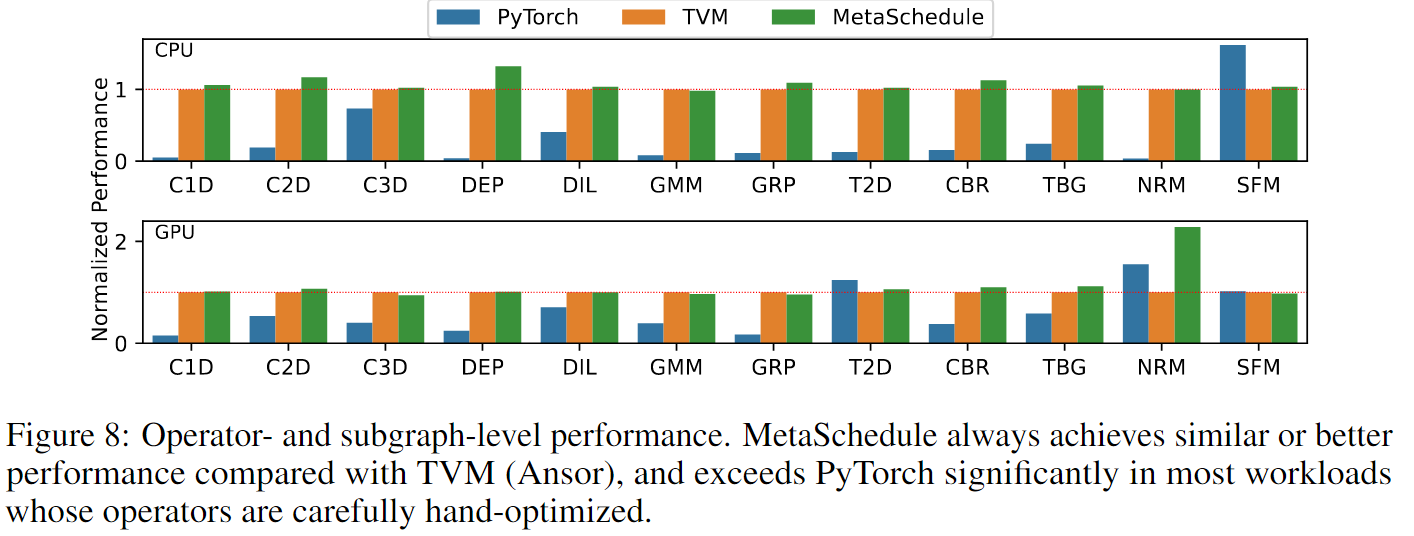 PyTorch TVM MetaSchedule
CPU
Normalized Performance
1
0
C1D C2D C3D DEP DIL GMM GRP T2D CBR TBG NRM SFM
GPU
2
0
C1D C2D C3D DEP DIL GMM GRP T2D CBR TBG NRM SFM
Figure 8: Operator- and subgraph-level performance. MetaSchedule always achieves similar or better
performance compared with TVM (Ansor), and exceeds PyTorch significantly in most workloads
whose operators are carefully hand-optimized.